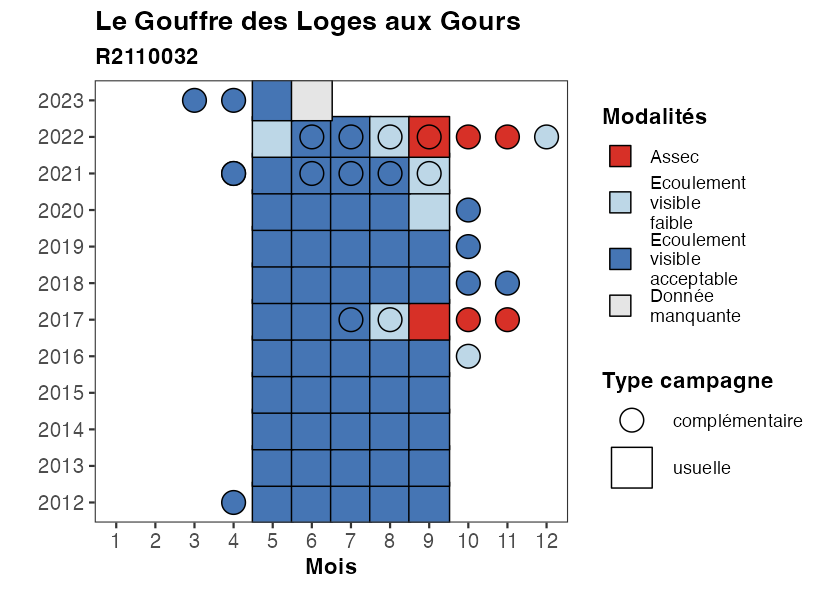 Le Gouffre des Loges aux Gours
R2110032
2023
2022
2021
2020
2019
2018
2017
2016
2015
2014
2013
2012
1 2 3 4 5 6 7 8 9 10 11 12
Mois
Modalités
Assec
Ecoulement
visible
faible
Ecoulement
visible
acceptable
Donnée
manquante
Type campagne
complémentaire
usuelle